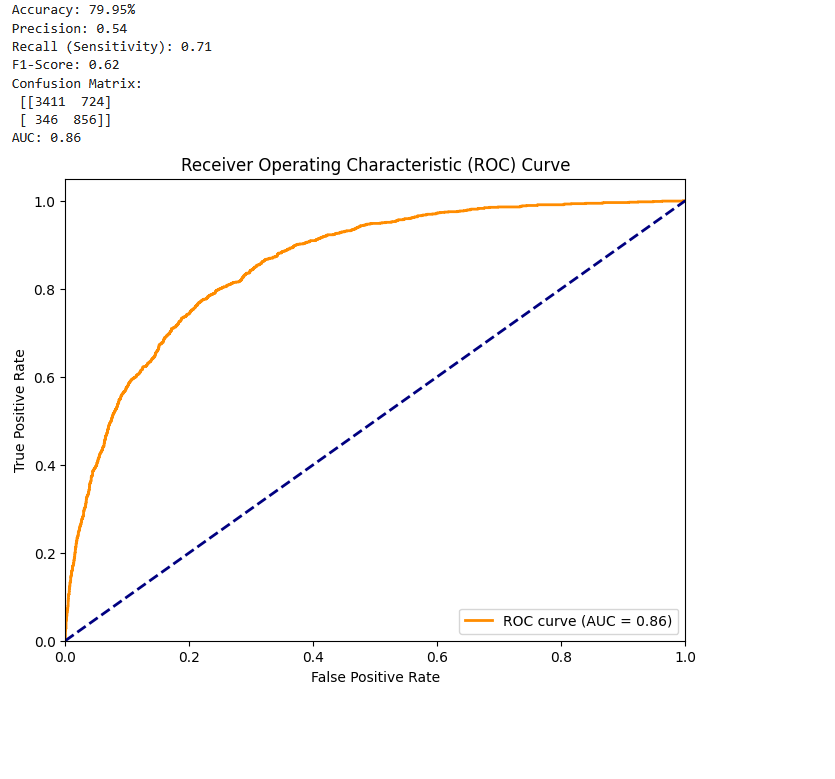 Accuracy: 79.95%
Precision: 0.54
Recall (Sensitivity): 0.71
F1-Score: 0.62
Confusion Matrix:
[[3411  724]
[ 346  856]]
AUC: 0.86
Receiver Operating Characteristic (ROC) Curve
True Positive Rate
1.0
0.8
0.6
0.4
0.2
0.0
ROC curve (AUC = 0.86)
0.0 0.2 0.4 0.6 0.8 1.0
False Positive Rate